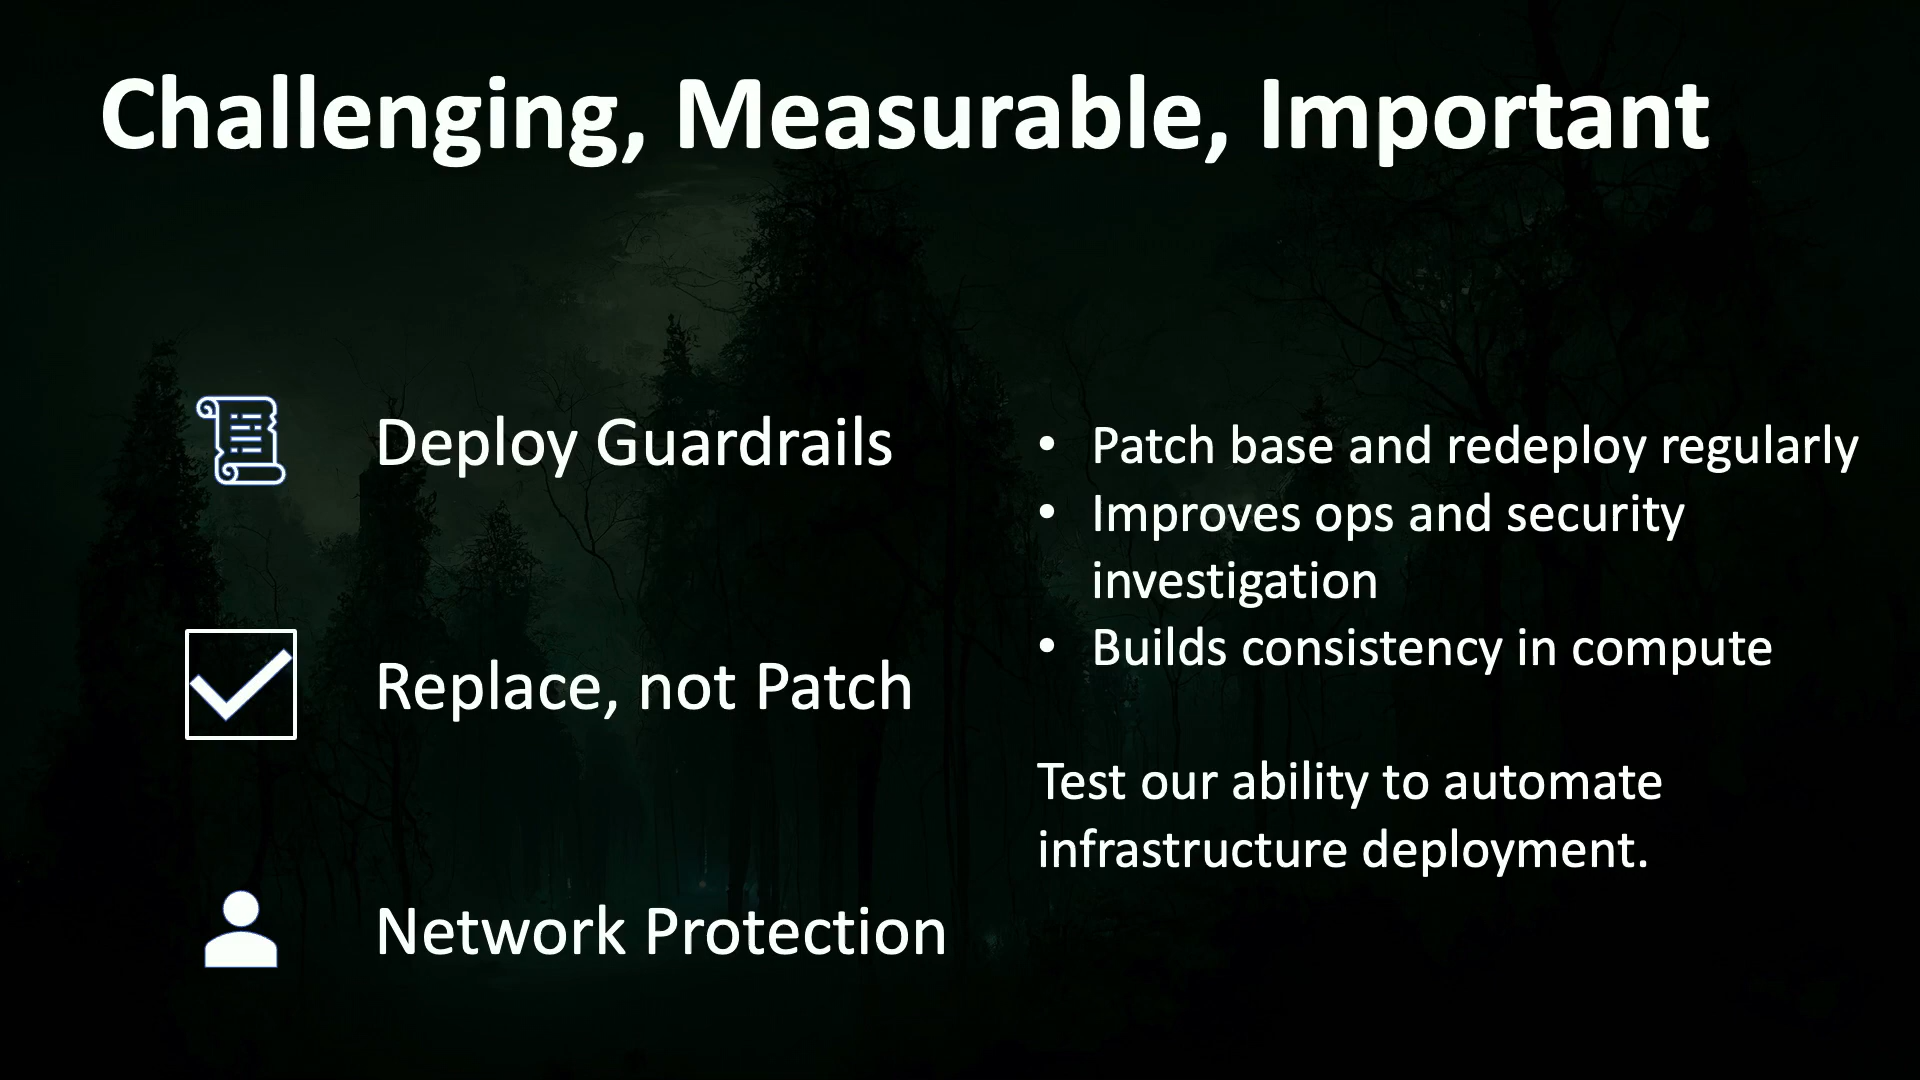 Challenging, Measurable, Important
Deploy Guardrails
Replace, not Patch
Network Protection
• Patch base and redeploy regularly
• Improves ops and security
investigation
• Builds consistency in compute
Test our ability to automate
infrastructure deployment.